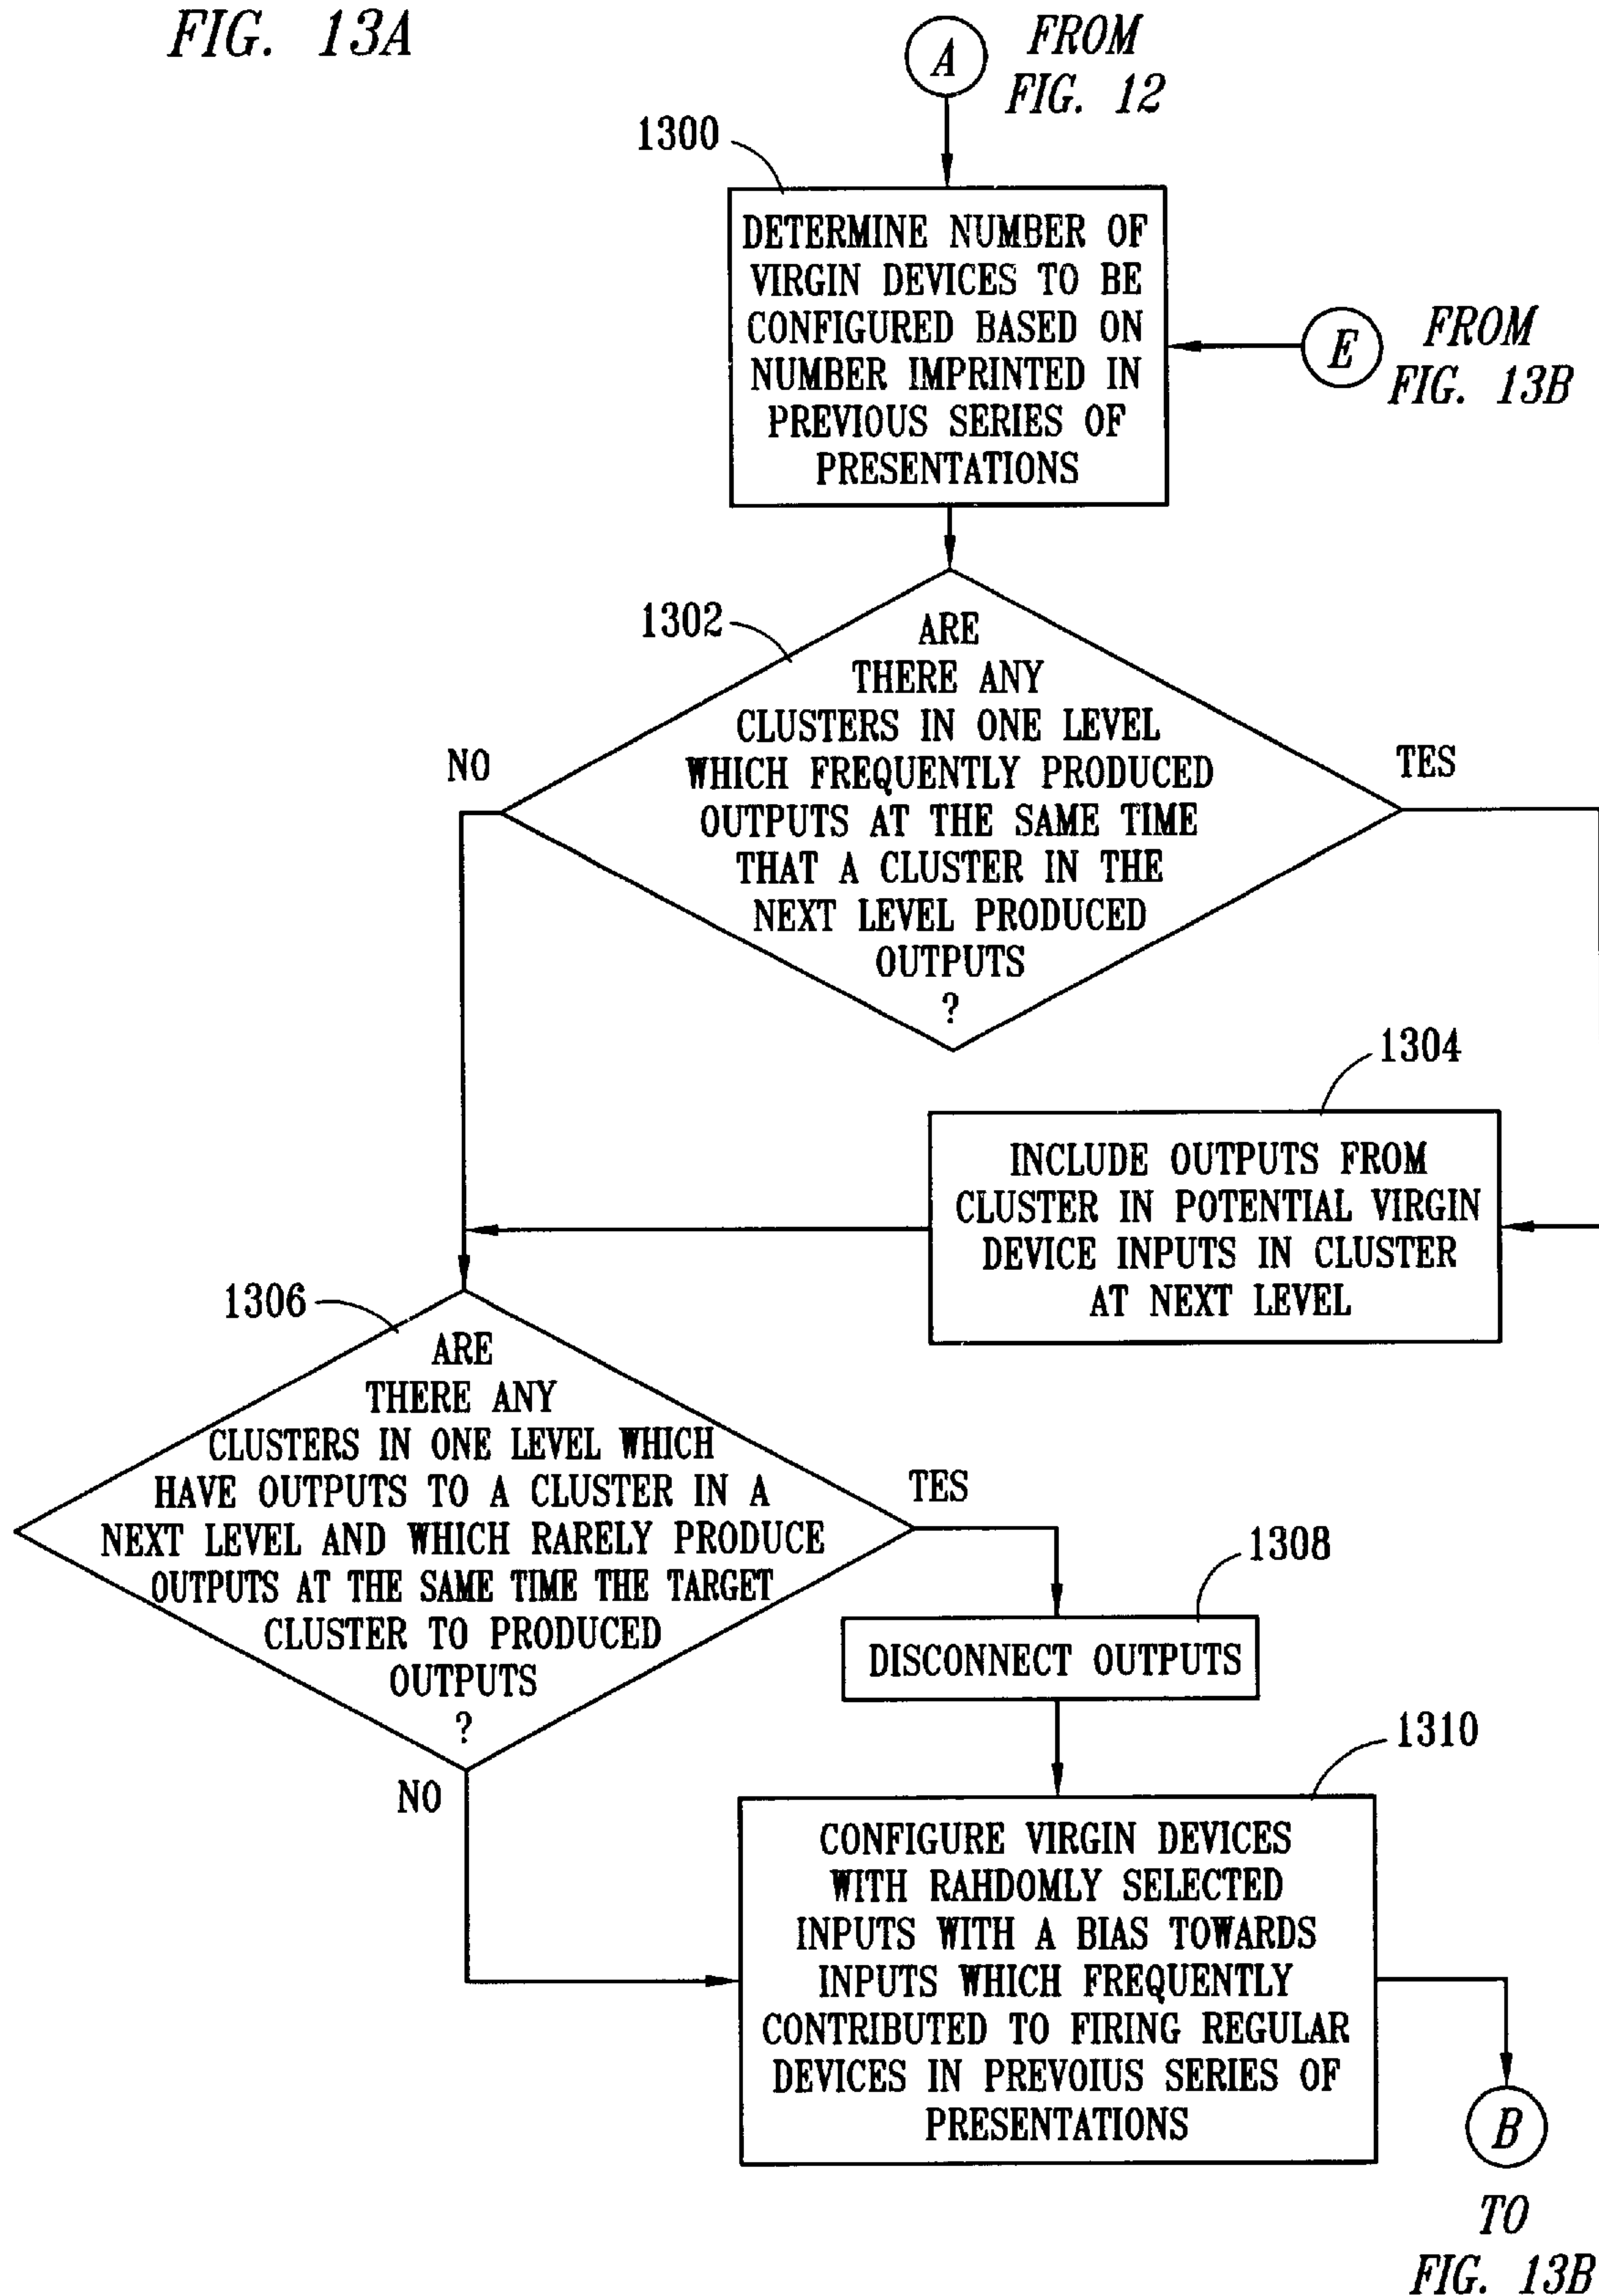 FIG. 13A
A
FROM
FIG. 12
1300
DETERMINE NUMBER OF
VIRGIN DEVICES TO BE
CONFIGURED BASED ON
NUMBER IMPRINTED IN
PREVIOUS SERIES OF
PRESENTATIONS
E
FROM
FIG. 13B
1302
ARE
THERE ANY
CLUSTERS IN ONE LEVEL
WHICH FREQUENTLY PRODUCED
OUTPUTS AT THE SAME TIME
THAT A CLUSTER IN THE
NEXT LEVEL PRODUCED
OUTPUTS
?
NO
TES
1304
INCLUDE OUTPUTS FROM
CLUSTER IN POTENTIAL VIRGIN
DEVICE INPUTS IN CLUSTER
AT NEXT LEVEL
1306
ARE
THERE ANY
CLUSTERS IN ONE LEVEL WHICH
HAVE OUTPUTS TO A CLUSTER IN A
NEXT LEVEL AND WHICH RARELY PRODUCE
OUTPUTS AT THE SAME TIME THE TARGET
CLUSTER TO PRODUCED
OUTPUTS
?
TES
NO
1308
DISCONNECT OUTPUTS
1310
CONFIGURE VIRGIN DEVICES
WITH RAHDOMLY SELECTED
INPUTS WITH A BIAS TOWARDS
INPUTS WHICH FREQUENTLY
CONTRIBUTED TO FIRING REGULAR
DEVICES IN PREVOIUS SERIES OF
PRESENTATIONS
B
TO
FIG. 13B